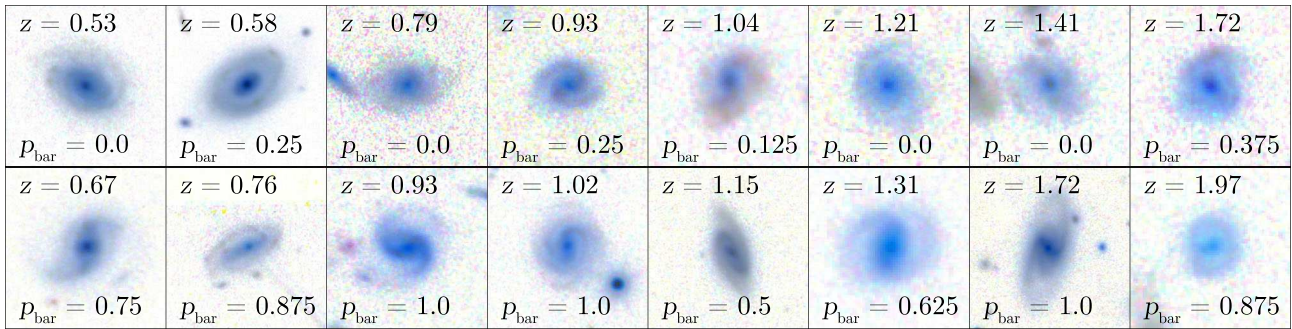 z = 0.53 z = 0.58 z = 0.79 z = 0.93 z = 1.04 z = 1.21 z = 1.41 z = 1.72
p_bar = 0.0 p_bar = 0.25 p_bar = 0.0 p_bar = 0.25 p_bar = 0.125 p_bar = 0.0 p_bar = 0.0 p_bar = 0.375
z = 0.67 z = 0.76 z = 0.93 z = 1.02 z = 1.15 z = 1.31 z = 1.72 z = 1.97
p_bar = 0.75 p_bar = 0.875 p_bar = 1.0 p_bar = 1.0 p_bar = 0.5 p_bar = 0.625 p_bar = 1.0 p_bar = 0.875